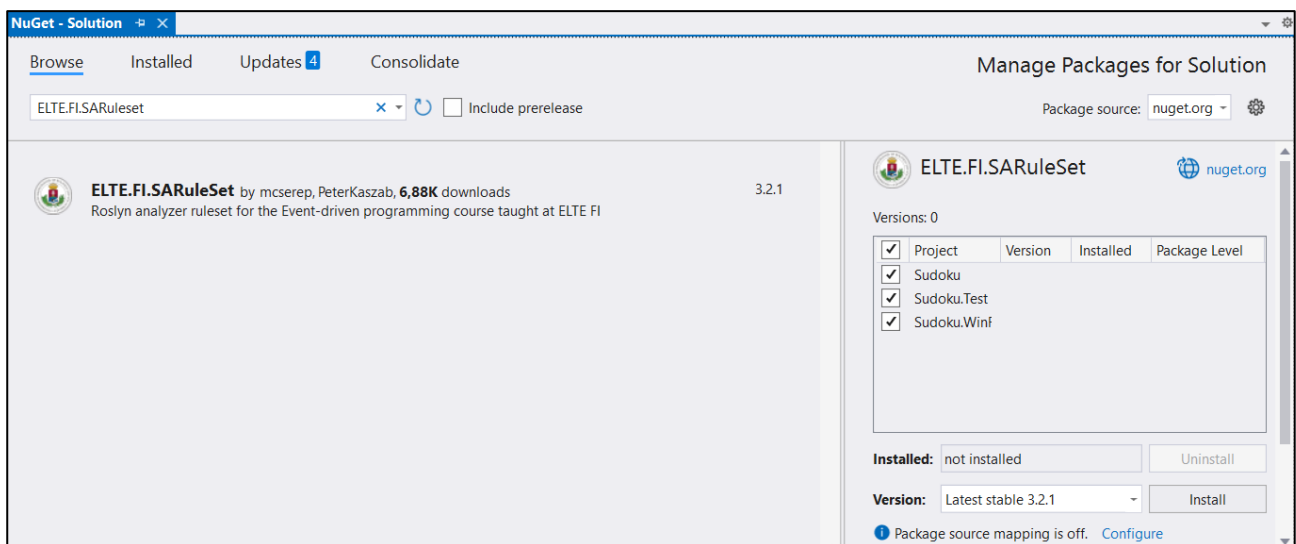 NuGet - Solution
Browse Installed Updates 4 Consolidate
Manage Packages for Solution
ELTE.FI.SARuleset
Include prerelease
Package source: nuget.org
ELTE.FI.SARuleSet by mcserep, PeterKaszab, 6,88K downloads
3.2.1
Roslyn analyzer ruleset for the Event-driven programming course taught at ELTE FI
ELTE.FI.SARuleSet
nuget.org
Versions: 0
Project Version Installed Package Level
Sudoku
Sudoku.Test
Sudoku.WinF
Installed: not installed
Uninstall
Version: Latest stable 3.2.1
Install
Package source mapping is off. Configure